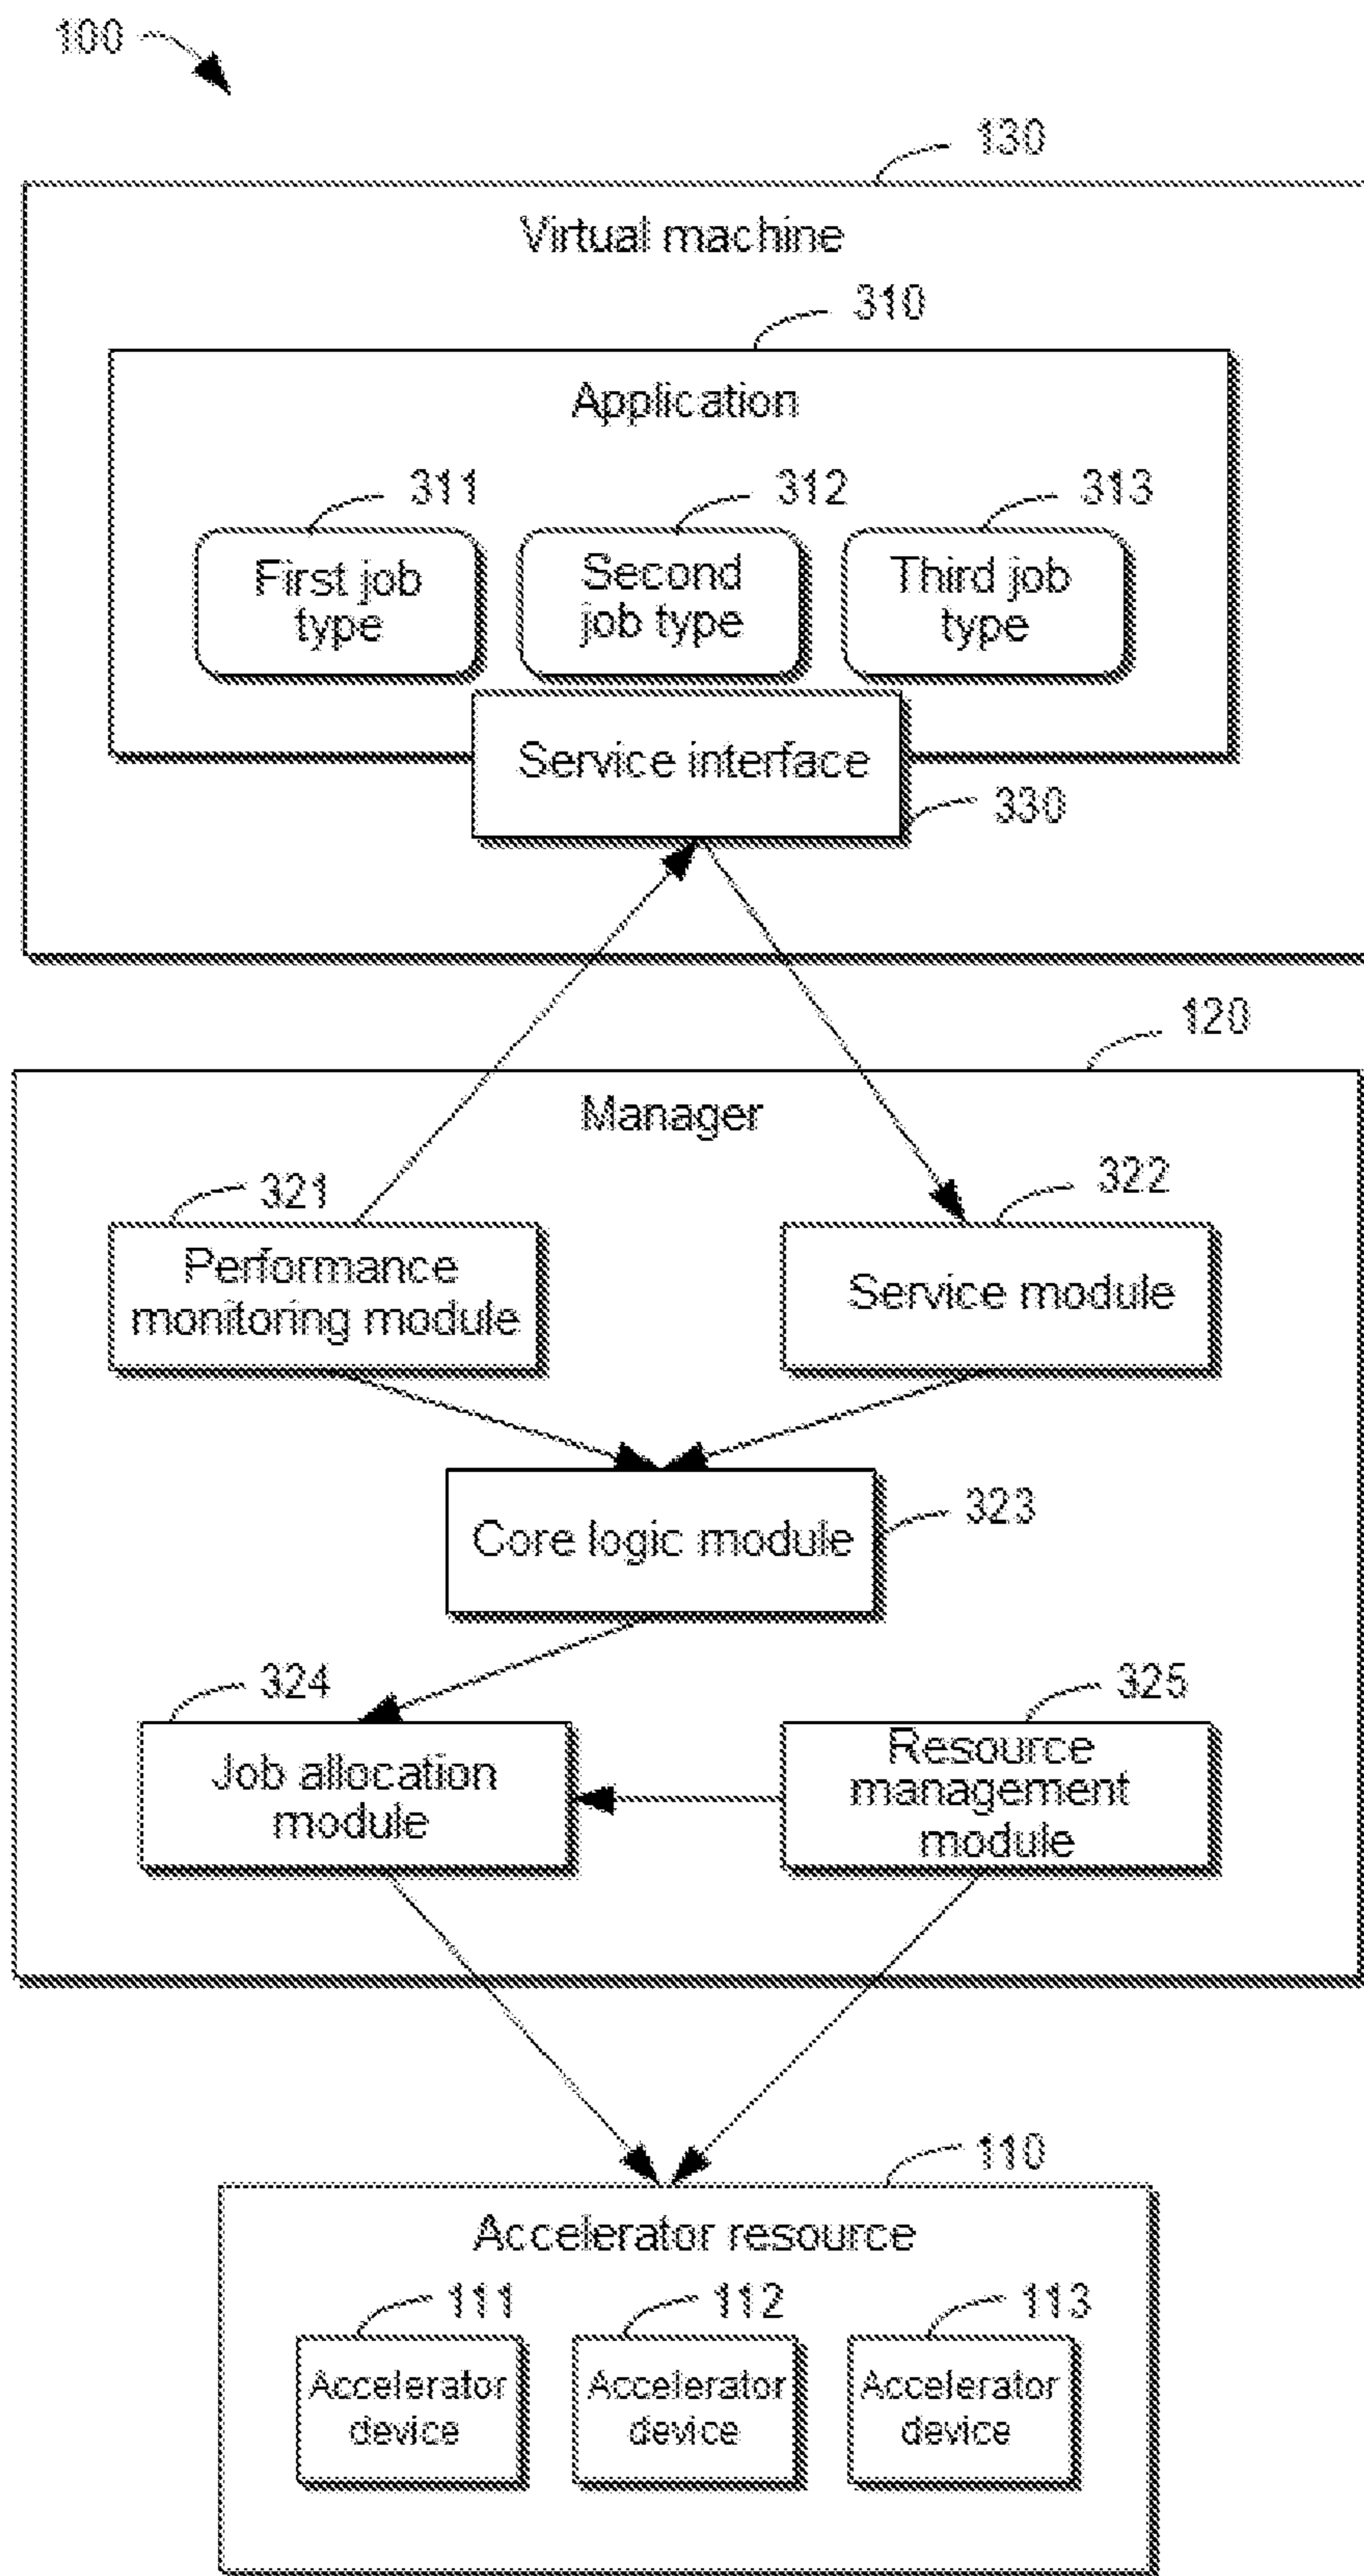 100
130
Virtual machine
310
Application
311
312
313
First job
type
Second
job type
Third job
type
Service interface
330
120
Manager
321
322
Performance
monitoring module
Service module
Core logic module
323
324
325
Job allocation
module
Resource
management
module
110
Accelerator resource
111
112
113
Accelerator
device
Accelerator
device
Accelerator
device